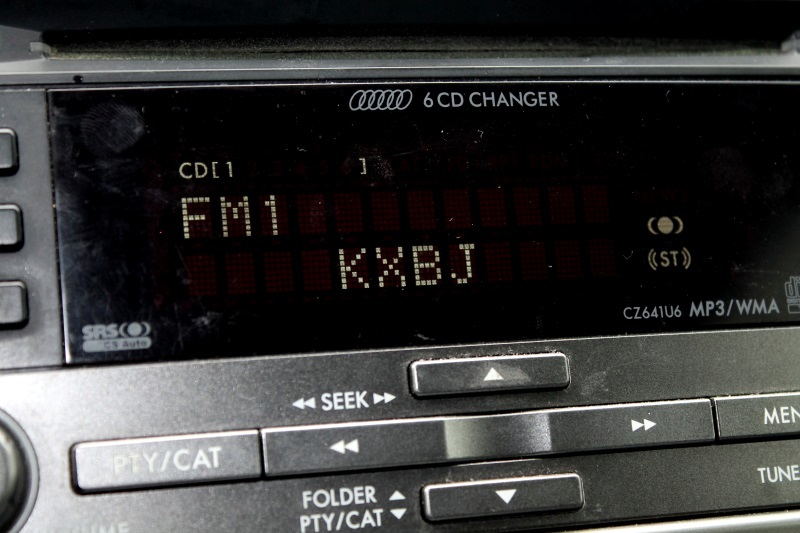 6 CD CHANGER
CD[1 ]
FM1
KXBJ
(ST)
CZ641U6 MP3/WMA
SRS
CS Auto
SEEK
PTY/CAT
TUNE
FOLDER
PTY/CAT